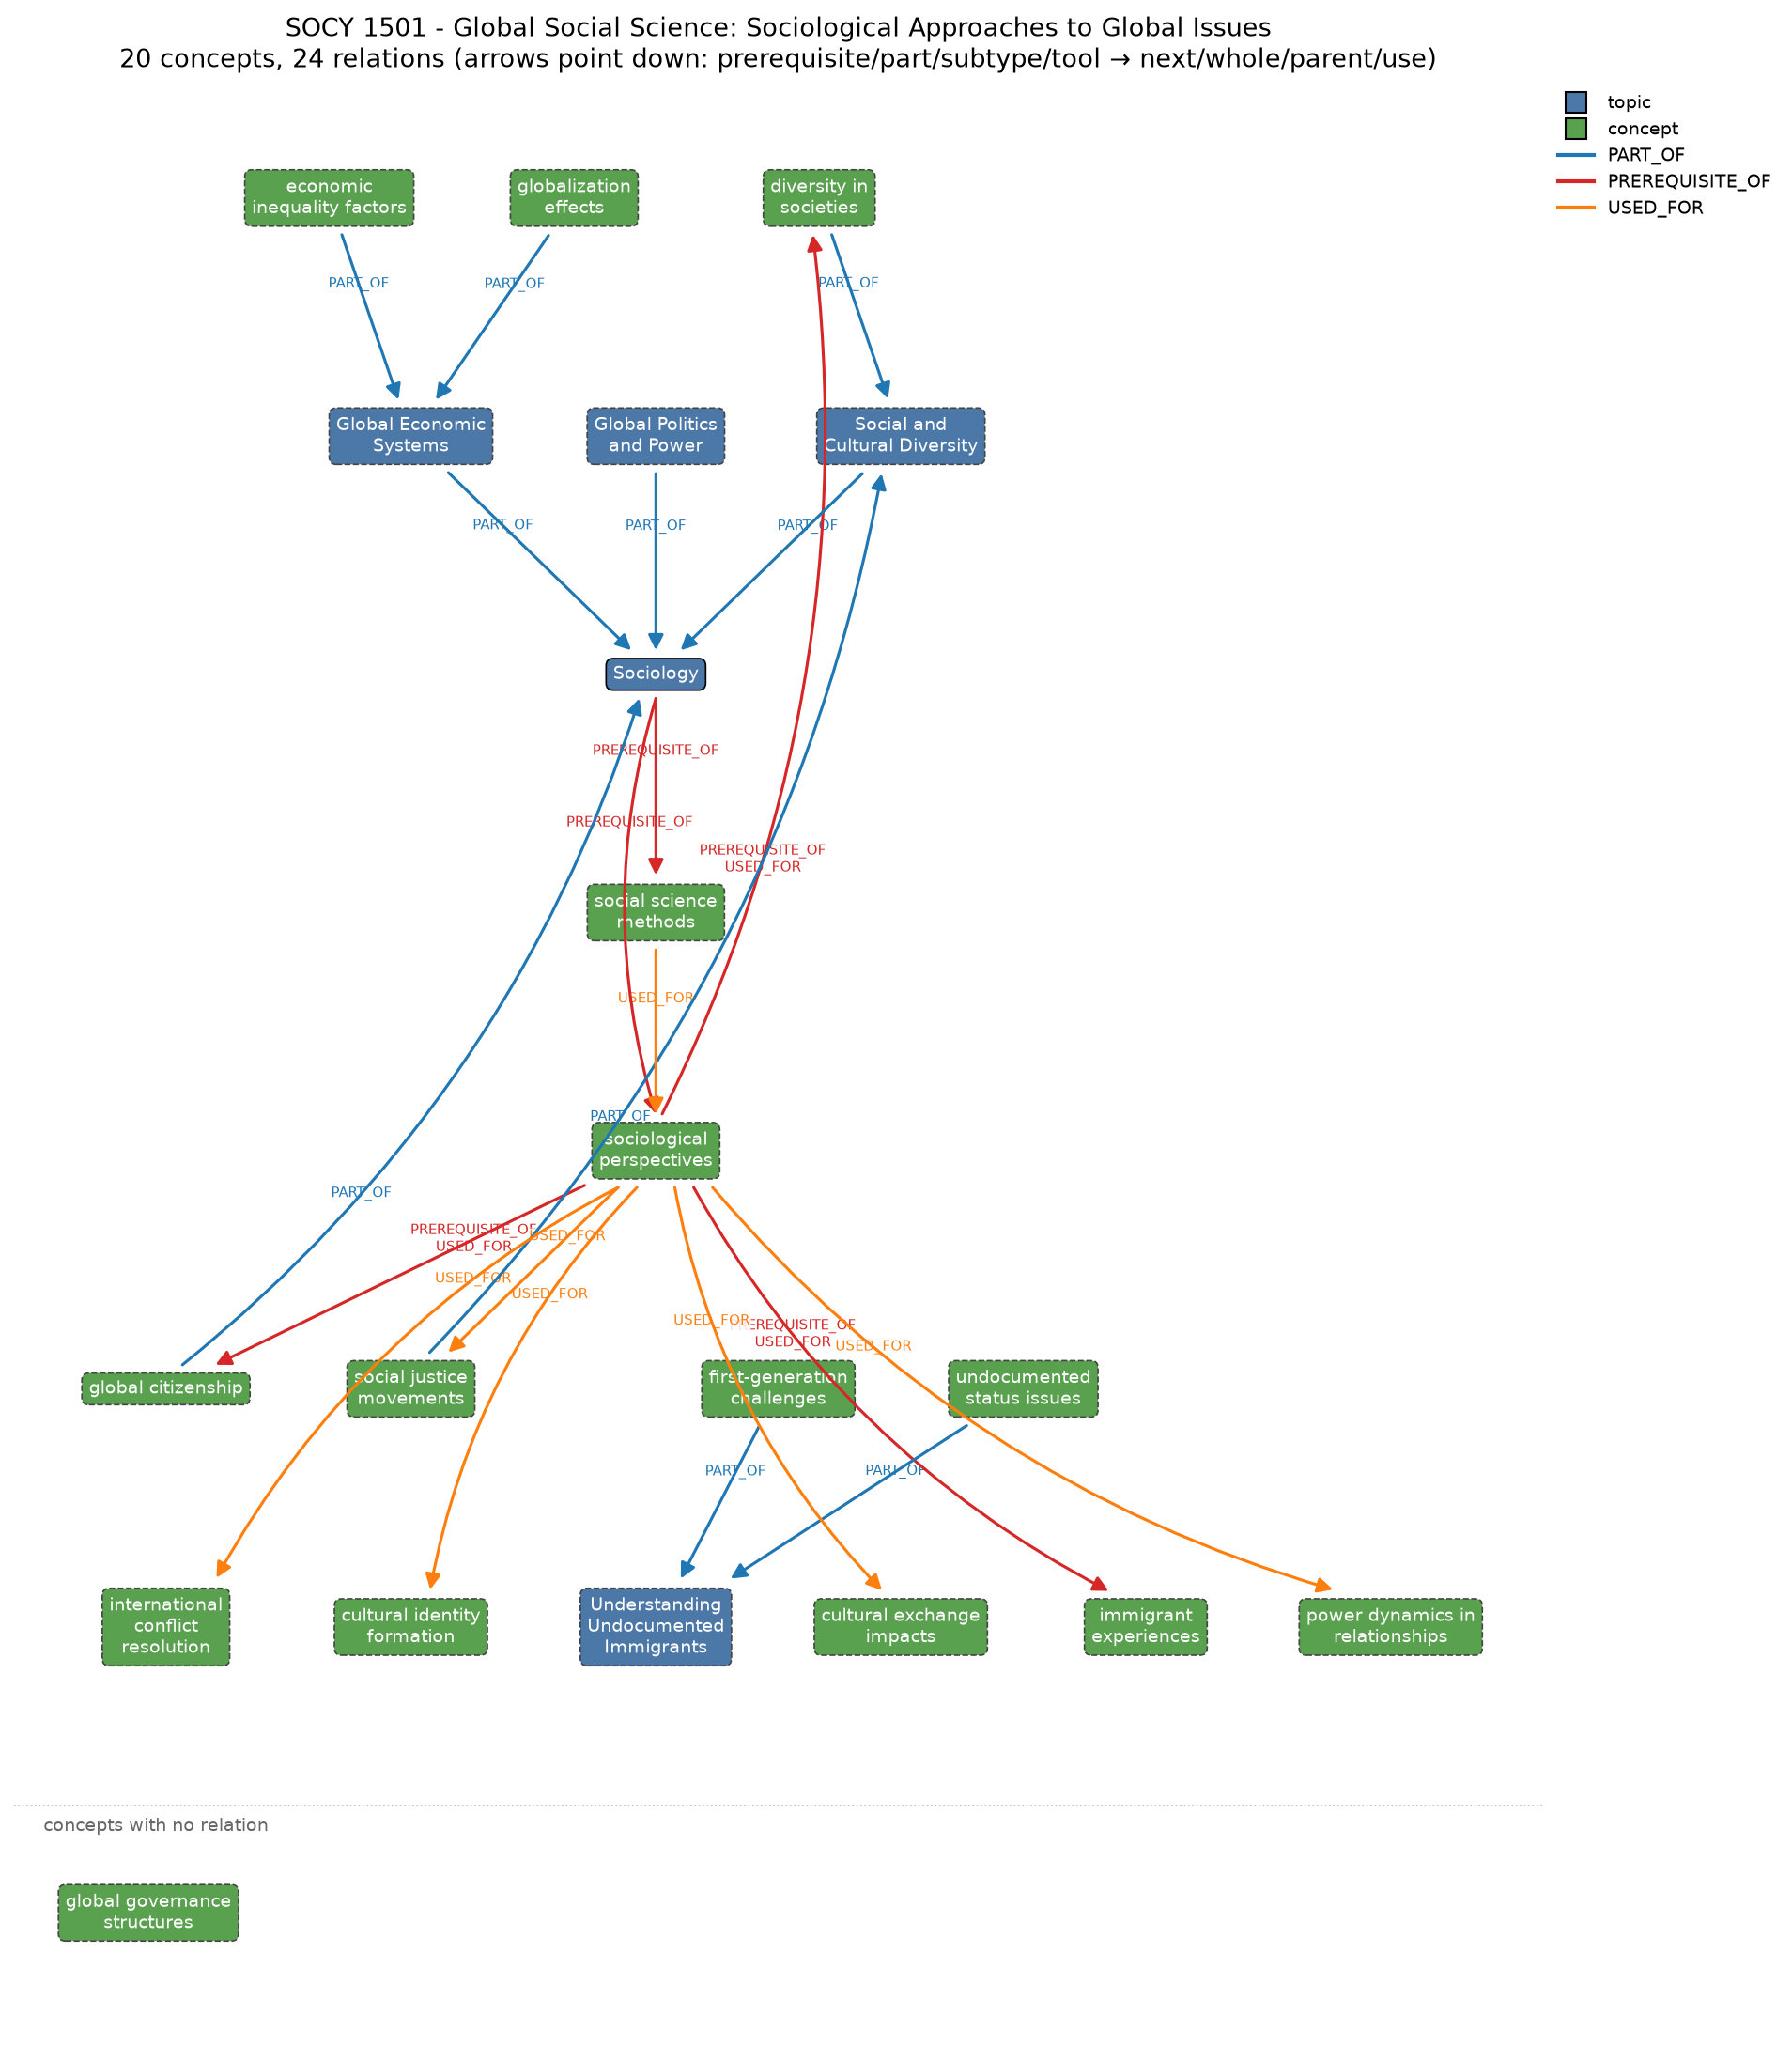 SOCY 1501 - Global Social Science: Sociological Approaches to Global Issues
20 concepts, 24 relations (arrows point down: prerequisite/part/subtype/tool → next/whole/parent/use)
topic
concept
PART_OF
PREREQUISITE_OF
USED_FOR
economic
inequality factors
globalization
effects
diversity in
societies
PART_OF
PART_OF
PART_OF
Global Economic
Systems
Global Politics
and Power
Social and
Cultural Diversity
PART_OF
PART_OF
PART_OF
Sociology
PREREQUISITE_OF
PREREQUISITE_OF
PREREQUISITE_OF
USED_FOR
social science
methods
USED_FOR
PART_OF
sociological
perspectives
PART_OF
PREREQUISITE_OF
USED_FOR
USED_FOR
USED_FOR
USED_FOR
USED_FOR
PREREQUISITE_OF
USED_FOR
USED_FOR
global citizenship
social justice
movements
first-generation
challenges
undocumented
status issues
PART_OF
PART_OF
international
conflict
resolution
cultural identity
formation
Understanding
Undocumented
Immigrants
cultural exchange
impacts
immigrant
experiences
power dynamics in
relationships
concepts with no relation
global governance
structures